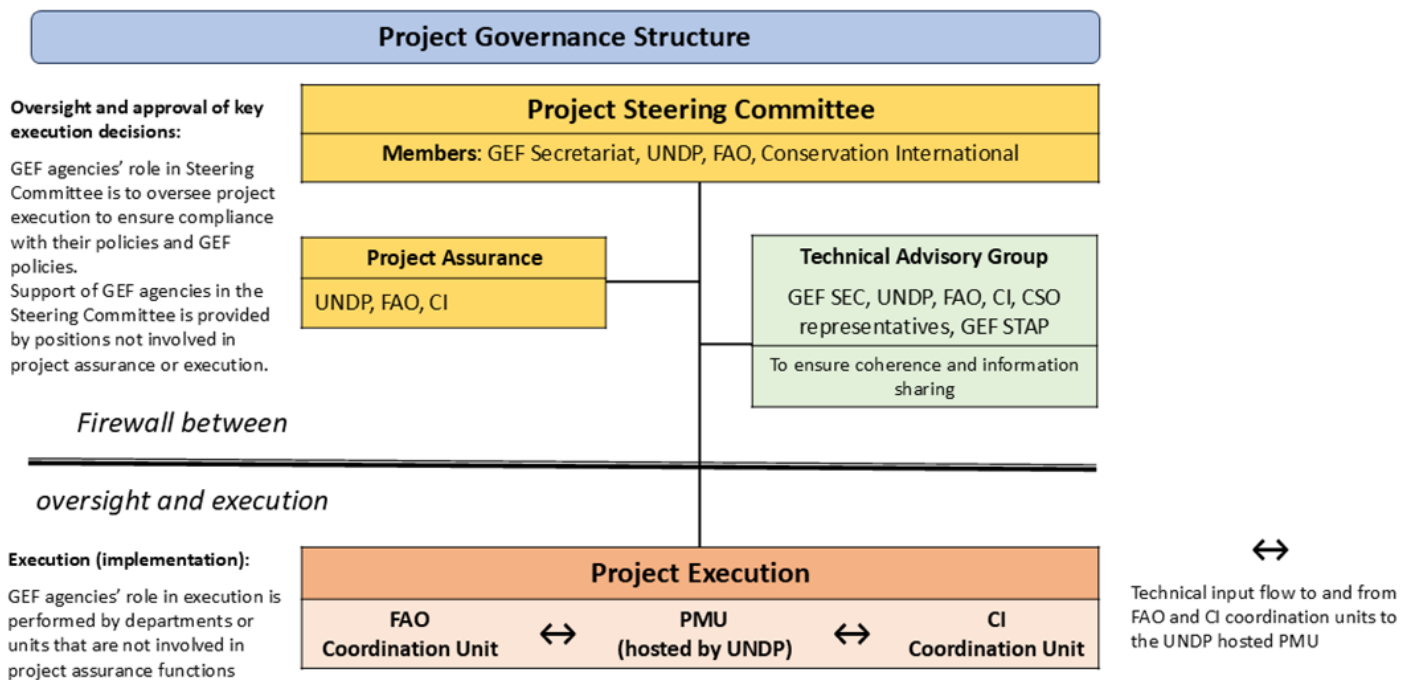 Project Governance Structure
Oversight and approval of key
execution decisions:
GEF agencies’ role in Steering
Committee is to oversee project
execution to ensure compliance
with their policies and GEF
policies.
Support of GEF agencies in the
Steering Committee is provided
by positions not involved in
project assurance or execution.
Project Steering Committee
Members: GEF Secretariat, UNDP, FAO, Conservation International
Project Assurance
UNDP, FAO, CI
Technical Advisory Group
GEF SEC, UNDP, FAO, CI, CSO
representatives, GEF STAP
To ensure coherence and information
sharing
Firewall between
oversight and execution
Execution (implementation):
GEF agencies’ role in execution is
performed by departments or
units that are not involved in
project assurance functions
Project Execution
FAO
Coordination Unit
↔
PMU
(hosted by UNDP)
↔
CI
Coordination Unit
↔
Technical input flow to and from
FAO and CI coordination units to
the UNDP hosted PMU